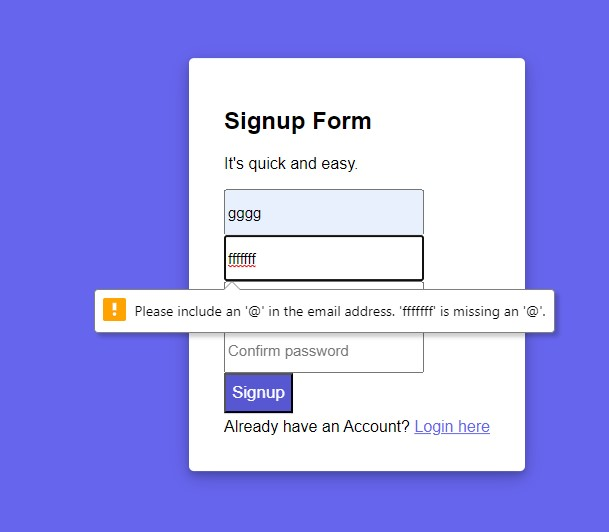 Signup Form
It's quick and easy.
gggg
fffffff
Please include an '@' in the email address. 'fffffff' is missing an '@'.
Confirm password
Signup
Already have an Account? Login here